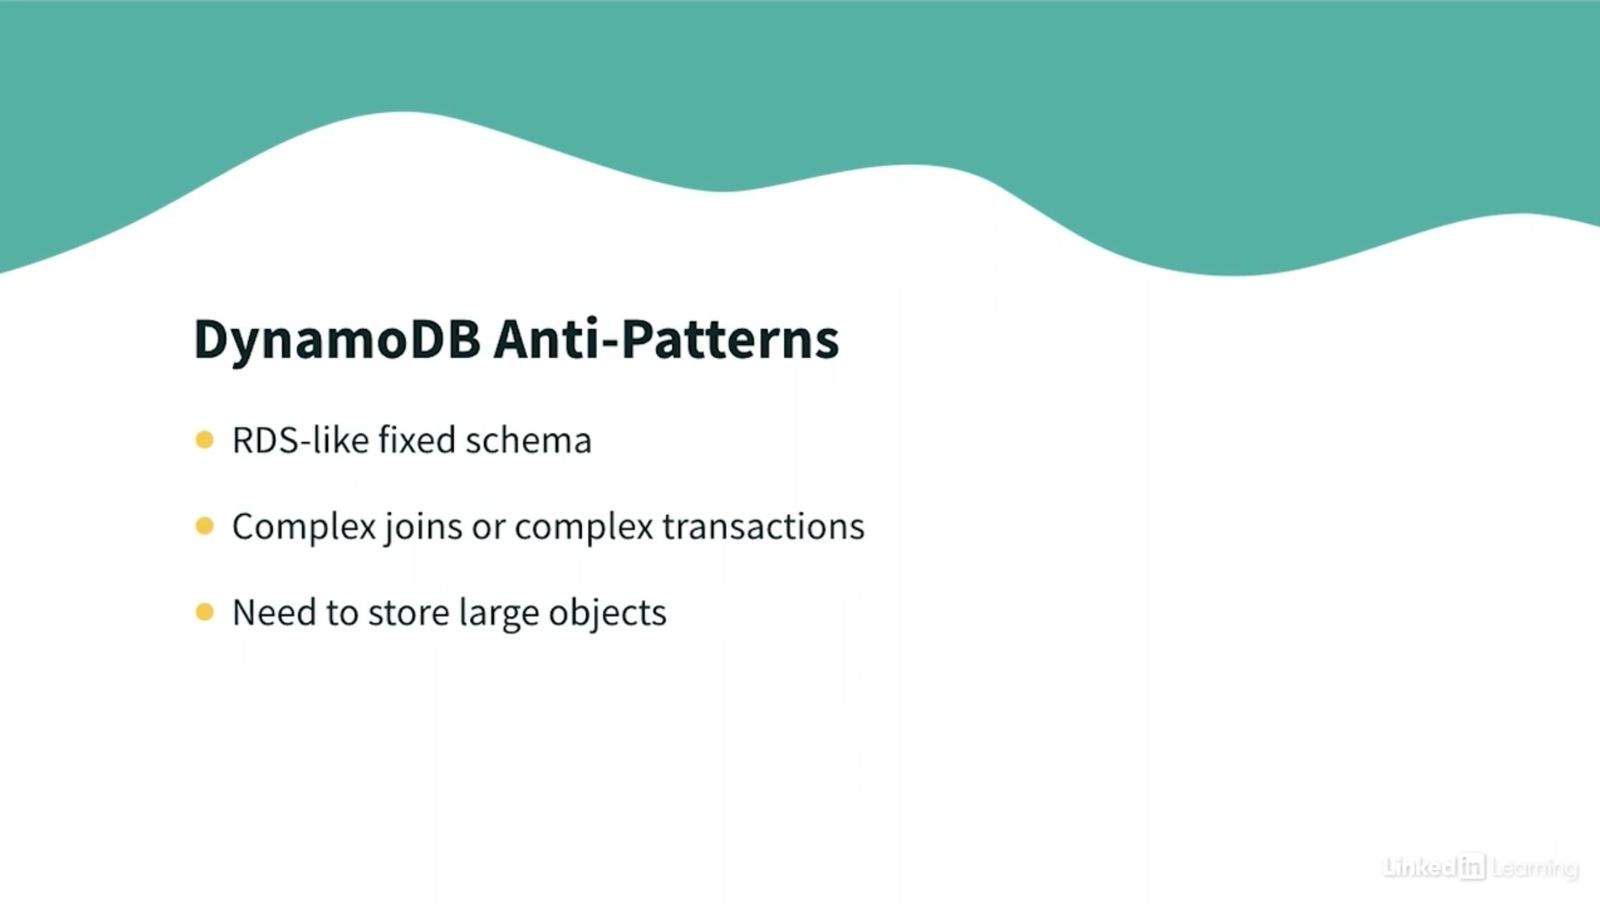 DynamoDB Anti-Patterns
RDS-like fixed schema
Complex joins or complex transactions
Need to store large objects
LinkedIn Learning